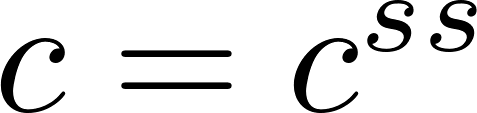 c = c^{ss}